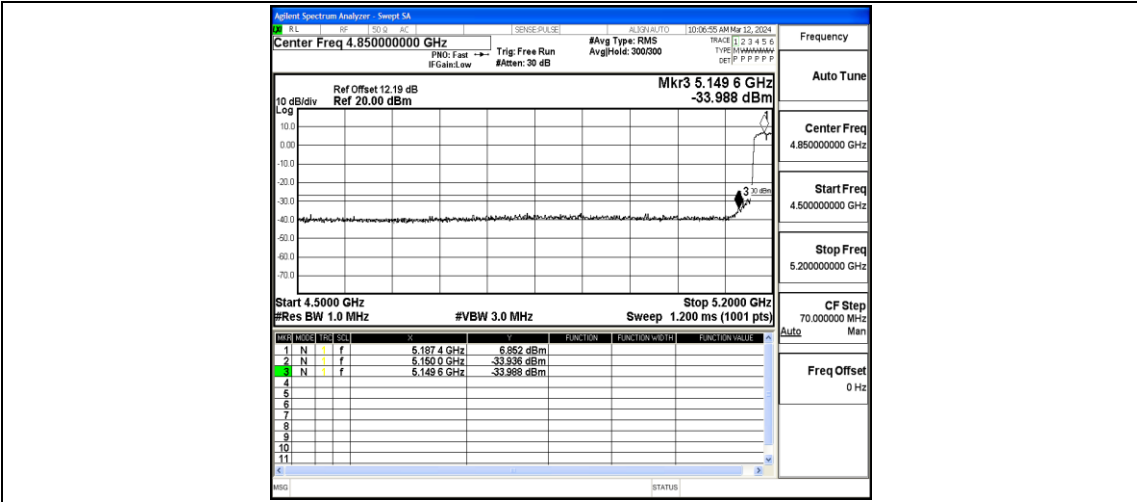 Agilent Spectrum Analyzer - Swept SA
RL RF 50 Ω AC SENSE:PULSE ALIGNAUTO 10:06:55 AM Mar 12, 2024
Center Freq 4.850000000 GHz #Avg Type: RMS TRACE 1 2 3 4 5 6
PNO: Fast Trig: Free Run Avg|Hold: 300/300 TYPE M
IFGain:Low #Atten: 30 dB DET P P P P P P
Mkr3 5.149 6 GHz
-33.988 dBm
Ref Offset 12.19 dB
10 dB/div Ref 20.00 dBm
Log
10.0
0.00
-10.0
-20.0
-30.0
-40.0
-50.0
-60.0
-70.0
1
3
00 dBm
Start 4.5000 GHz Stop 5.2000 GHz
#Res BW 1.0 MHz #VBW 3.0 MHz Sweep 1.200 ms (1001 pts)
MKR MODE TRC SCL X Y FUNCTION FUNCTION WIDTH FUNCTION VALUE
1 N 1 f 5.187 4 GHz 6.852 dBm
2 N 1 f 5.150 0 GHz -33.936 dBm
3 N 1 f 5.149 6 GHz -33.988 dBm
4
5
6
7
8
9
10
11
MSG STATUS
Frequency
Auto Tune
Center Freq
4.850000000 GHz
Start Freq
4.500000000 GHz
Stop Freq
5.200000000 GHz
CF Step
70.000000 MHz
Auto Man
Freq Offset
0 Hz